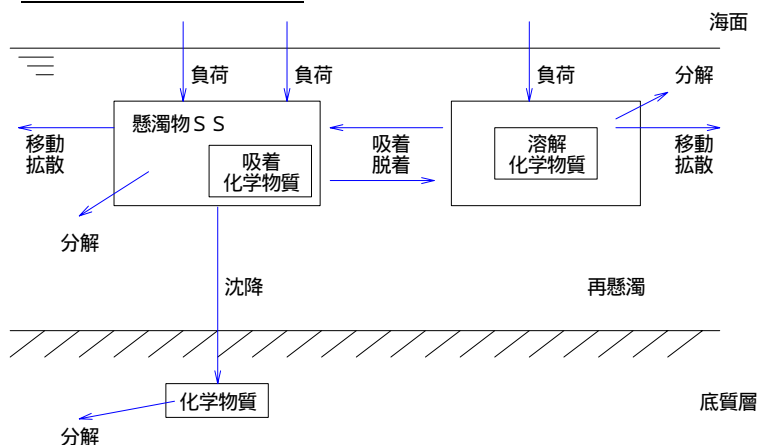 海面
負荷
負荷
負荷
分解
懸濁物ＳＳ
移動
拡散
吸着
化学物質
吸着
脱着
溶解
化学物質
移動
拡散
分解
沈降
再懸濁
化学物質
底質層
分解